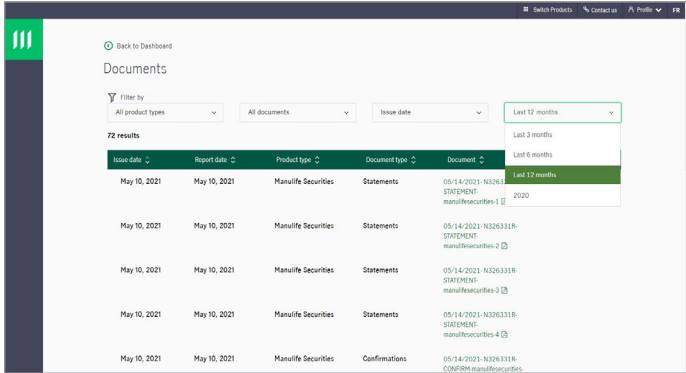 Switch Products Contact us Profile FR
Back to Dashboard
Documents
Filter by
All product types All documents Issue date Last 12 months
Last 3 months
Last 6 months
Last 12 months
2020
72 results
Issue date Report date Product type Document type Document
May 10, 2021 May 10, 2021 Manulife Securities Statements 05/14/2021- N3263
STATEMENT-
manulifesecurities-1
May 10, 2021 May 10, 2021 Manulife Securities Statements 05/14/2021- N326331R-
STATEMENT-
manulifesecurities-2
May 10, 2021 May 10, 2021 Manulife Securities Statements 05/14/2021- N326331R-
STATEMENT-
manulifesecurities-3
May 10, 2021 May 10, 2021 Manulife Securities Statements 05/14/2021- N326331R-
STATEMENT-
manulifesecurities-4
May 10, 2021 May 10, 2021 Manulife Securities Confirmations 05/14/2021- N326331R-
CONFIRM-manulifesecurities-